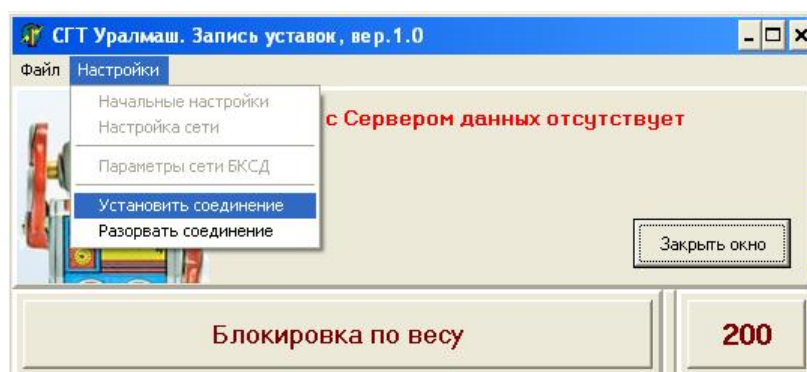 СГТ Уралмаш. Запись уставок, вер.1.0
Файл Настройки
Начальные настройки
Настройка сети
Параметры сети БКСД
Установить соединение
Разорвать соединение
с Сервером данных отсутствует
Закрыть окно
Блокировка по весу
200